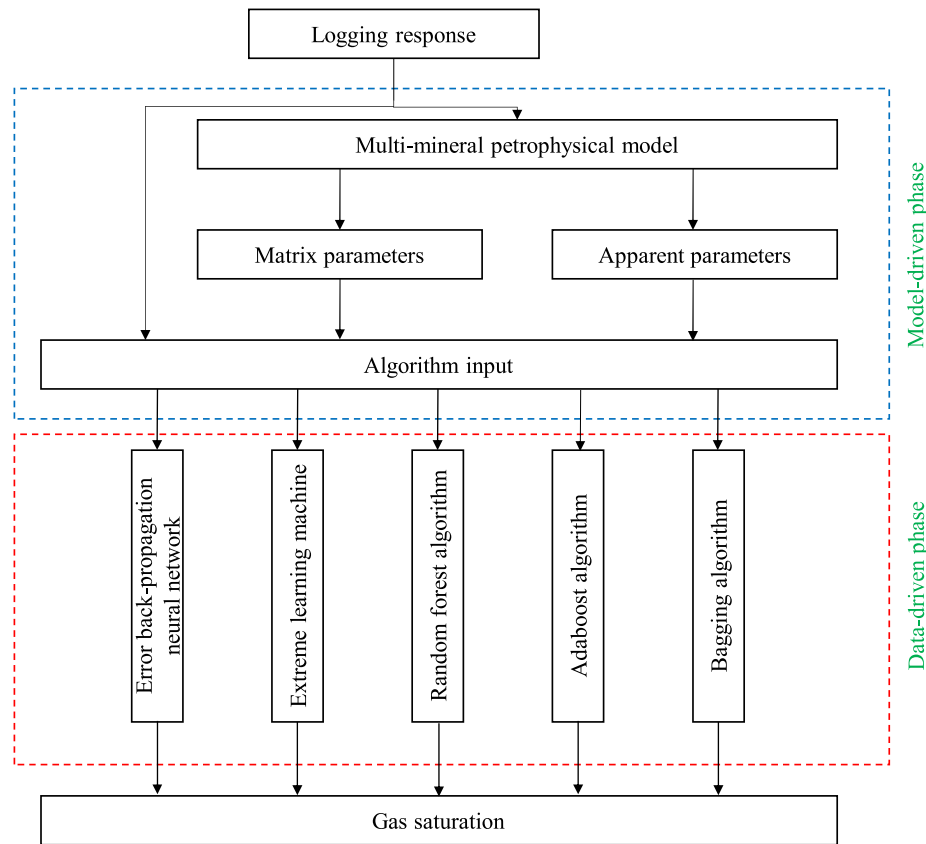 Logging response
Multi-mineral petrophysical model
Matrix parameters
Apparent parameters
Algorithm input
Model-driven phase
Error back-propagation
neural network
Extreme learning machine
Random forest algorithm
Adaboost algorithm
Bagging algorithm
Data-driven phase
Gas saturation